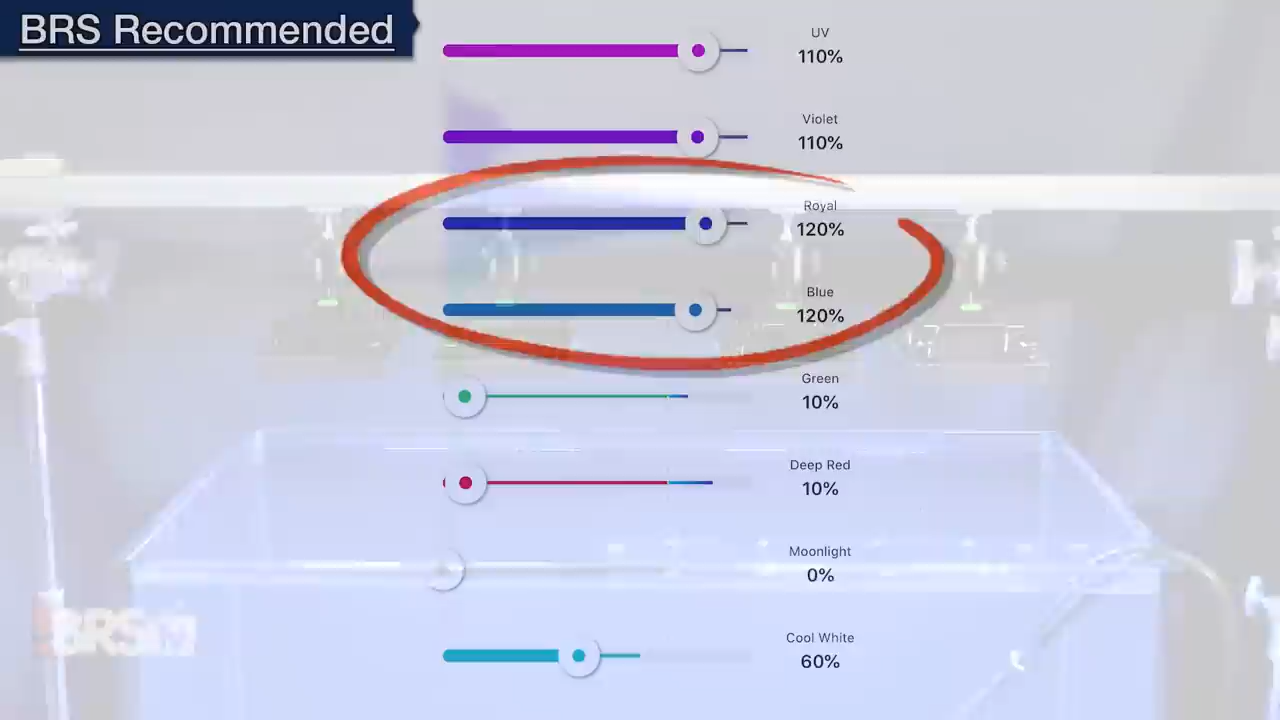 BRS Recommended
UV
110%
Violet
110%
Royal
120%
Blue
120%
Green
10%
Deep Red
10%
Moonlight
0%
Cool White
60%
BRS